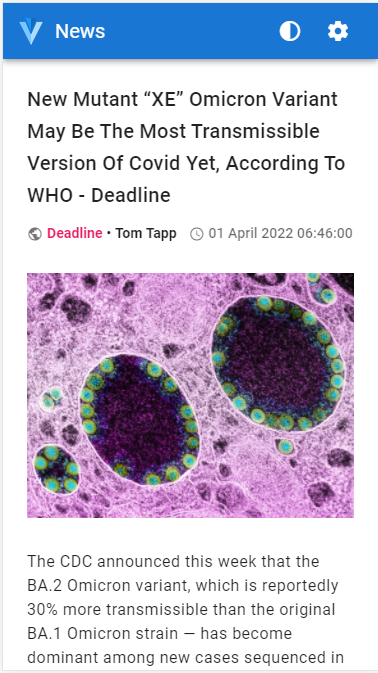 News
New Mutant “XE” Omicron Variant
May Be The Most Transmissible
Version Of Covid Yet, According To
WHO - Deadline
Deadline • Tom Tapp 01 April 2022 06:46:00
The CDC announced this week that the
BA.2 Omicron variant, which is reportedly
30% more transmissible than the original
BA.1 Omicron strain — has become
dominant among new cases sequenced in